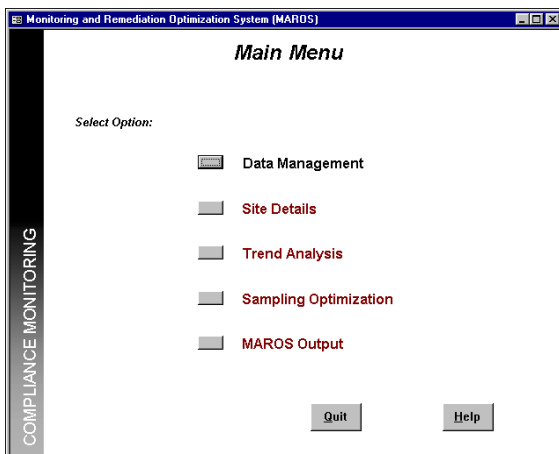 Monitoring and Remediation Optimization System (MAROS)
Main Menu
Select Option:
Data Management
Site Details
Trend Analysis
Sampling Optimization
MAROS Output
Quit
Help
COMPLIANCE MONITORING